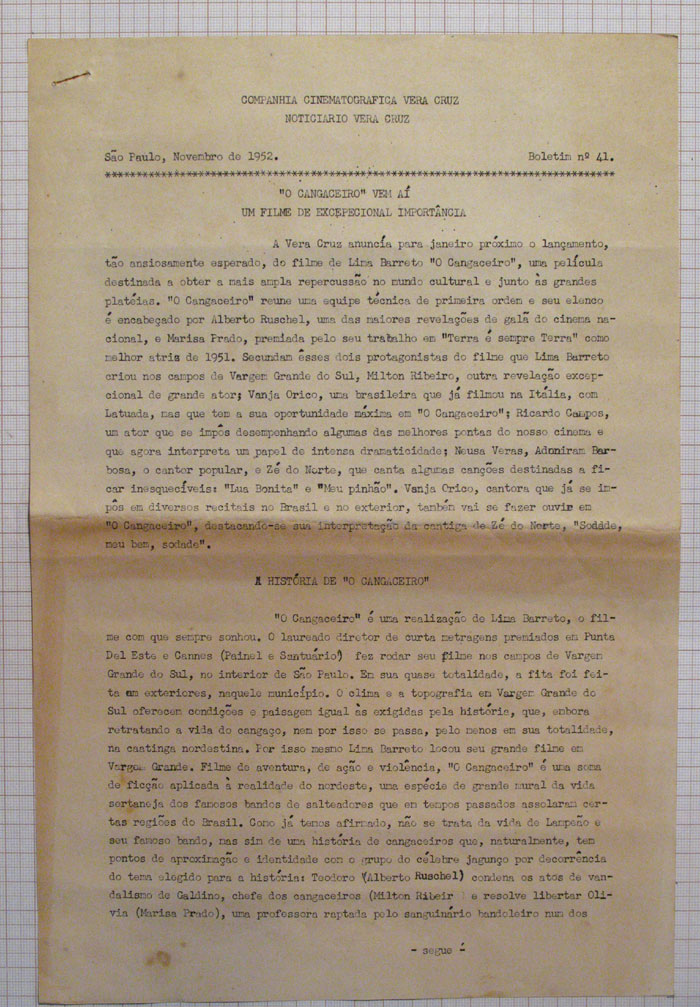 COMPANHIA CINEMATOGRAFICA VERA CRUZ
NOTICIARIO VERA CRUZ
São Paulo, Novembro de 1952. Boletim nº 41.
*******************************************************************************
"O CANGACEIRO" VEM AÍ
UM FILME DE EXCEPECIONAL IMPORTÂNCIA
A Vera Cruz anuncia para janeiro próximo o lançamento,
tão ansiosamente esperado, do filme de Lima Barreto "O Cangaceiro", uma película
destinada a obter a mais ampla repercussão no mundo cultural e junto às grandes
platéias. "O Cangaceiro" reune uma equipe técnica de primeira ordem e seu elenco
é encabeçado por Alberto Ruschel, uma das maiores revelações de galã do cinema na-
cional, e Marisa Prado, premiada pelo seu trabalho em "Terra é sempre Terra" como
melhor atris de 1951. Secundam êsses dois protagonistas do filme que Lima Barreto
criou nos campos de Vargem Grande do Sul, Milton Ribeiro, outra revelação excep-
cional de grande ator; Vanja Orico, uma brasileira que já filmou na Itália, com
Latuada, mas que tem a sua oportunidade máxima em "O Cangaceiro"; Ricardo Campos,
um ator que se impôs desempenhando algumas das melhores pontas do nosso cinema e
que agora interpreta um papel de intensa dramaticidade; Neusa Veras, Adoniram Bar-
bosa, o cantor popular, e Zé do Norte, que canta algumas canções destinadas a fi-
car inesquecíveis: "Lua Bonita" e "Meu pinhão". Vanja Orico, cantora que já se im-
pôs em diversos recitais no Brasil e no exterior, também vai se fazer ouvir em
"O Cangaceiro", destacando-se sua interpretação da cantiga de Zé do Norte, "Sodade,
meu bem, sodade".
A HISTÓRIA DE "O CANGACEIRO"
"O Cangaceiro" é uma realização de Lima Barreto, o fil-
me com que sempre sonhou. O laureado diretor de curta metragens premiados em Punta
Del Este e Cannes (Painel e Santuário) fez rodar seu filme nos campos de Vargem
Grande do Sul, no interior de São Paulo. Em sua quase totalidade, a fita foi fei-
ta em exteriores, naquele município. O clima e a topografia em Vargem Grande do
Sul oferecem condições e paisagem igual às exigidas pela história, que, embora
retratando a vida do cangaço, nem por isso se passa, pelo menos em sua totalidade,
na caatinga nordestina. Por isso mesmo Lima Barreto locou seu grande filme em
Vargem Grande. Filme de aventura, de ação e violência, "O Cangaceiro" é uma soma
de ficção aplicada à realidade do nordeste, uma espécie de grande mural da vida
sertaneja dos famosos bandos de salteadores que em tempos passados assolaram cer-
tas regiões do Brasil. Como já temos afirmado, não se trata da vida de Lampeão e
seu famoso bando, mas sim de uma história de cangaceiros que, naturalmente, tem
pontos de aproximação e identidade com o grupo do célebre jagunço por decorrência
do tema elegido para a história: Teodoro (Alberto Ruschel) condena os atos de van-
dalismo de Galdino, chefe dos cangaceiros (Milton Ribeir e resolve libertar Oli-
via (Marisa Prado), uma professora raptada pelo sanguinário bandoleiro num dos
- segue -